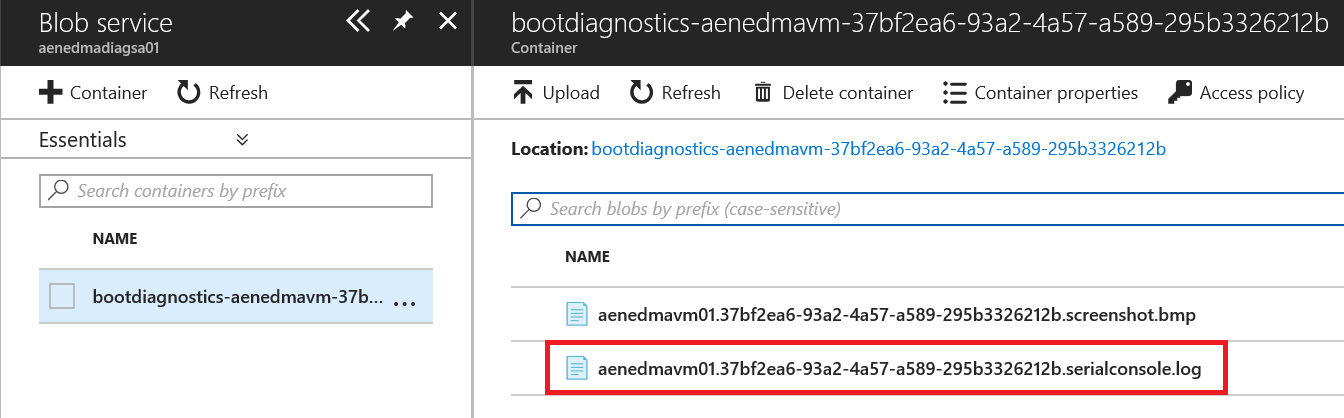 Blob service
aenedmadiagsa01
Container
Refresh
Essentials
Search containers by prefix
NAME
bootdiagnostics-aenedmavm-37b...
bootdiagnostics-aenedmavm-37bf2ea6-93a2-4a57-a589-295b3326212b
Container
Upload
Refresh
Delete container
Container properties
Access policy
Location: bootdiagnostics-aenedmavm-37bf2ea6-93a2-4a57-a589-295b3326212b
Search blobs by prefix (case-sensitive)
NAME
aenedmavm01.37bf2ea6-93a2-4a57-a589-295b3326212b.screenshot.bmp
aenedmavm01.37bf2ea6-93a2-4a57-a589-295b3326212b.serialconsole.log